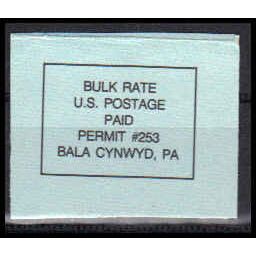 BULK RATE
U.S. POSTAGE
PAID
PERMIT #253
BALA CYNWYD, PA